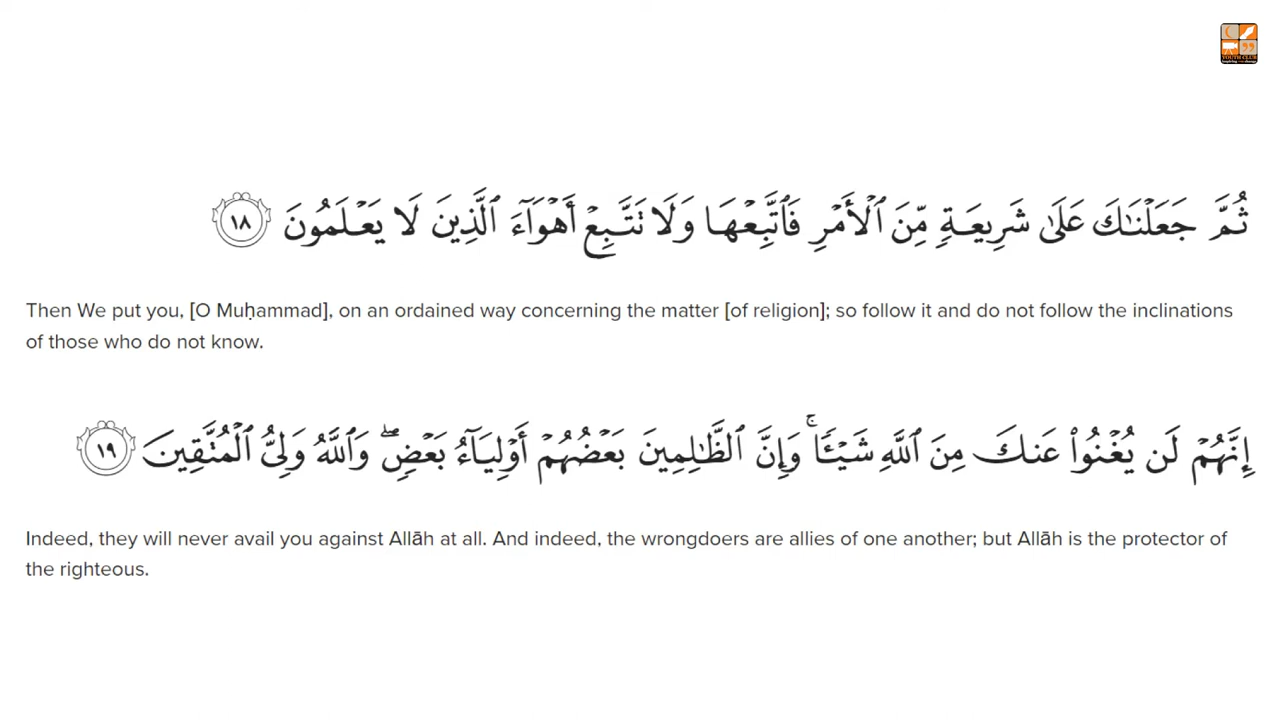 ثُمَّ جَعَلْنَـٰكَ عَلَىٰ شَرِيعَةٍ مِّنَ ٱلْأَمْرِ فَٱتَّبِعْهَا وَلَا تَتَّبِعْ أَهْوَآءَ ٱلَّذِينَ لَا يَعْلَمُونَ ١٨
Then We put you, [O Muḥammad], on an ordained way concerning the matter [of religion]; so follow it and do not follow the inclinations
of those who do not know.
إِنَّهُمْ لَن يُغْنُوا۟ عَنكَ مِنَ ٱللَّهِ شَيْـًٔا ۚ وَإِنَّ ٱلظَّـٰلِمِينَ بَعْضُهُمْ أَوْلِيَآءُ بَعْضٍ ۖ وَٱللَّهُ وَلِىُّ ٱلْمُتَّقِينَ ١٩
Indeed, they will never avail you against Allāh at all. And indeed, the wrongdoers are allies of one another; but Allāh is the protector of
the righteous.
YOUTH CLUB